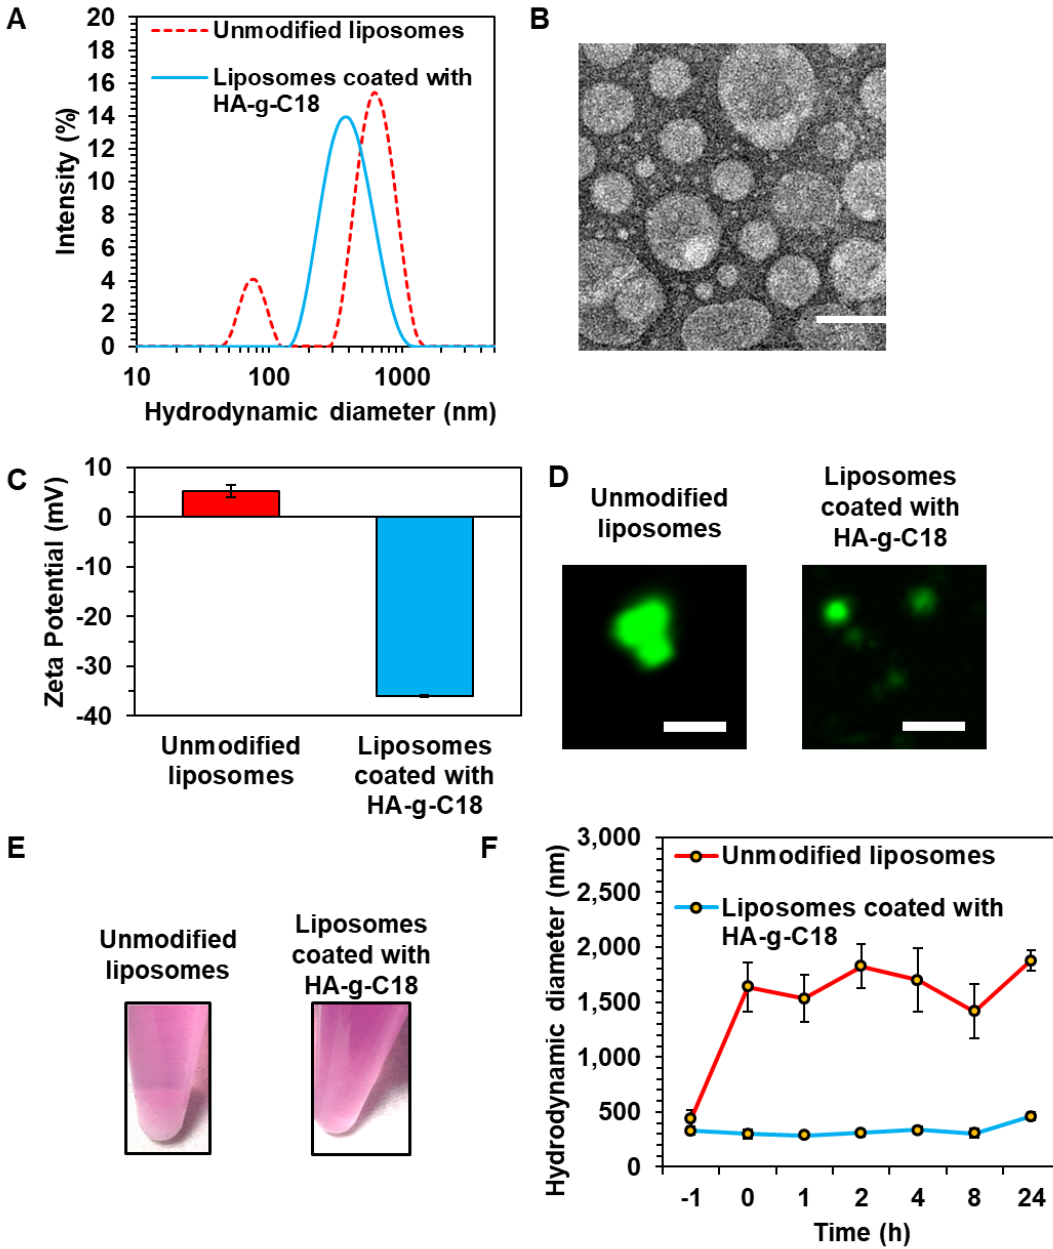 A
20
18
16
14
12
10
8
6
4
2
0
Intensity (%)
Unmodified liposomes
Liposomes coated with
HA-g-C18
10
100
1000
Hydrodynamic diameter (nm)
B
C
10
0
-10
-20
-30
-40
Zeta Potential (mV)
Unmodified
liposomes
Liposomes
coated with
HA-g-C18
D
Unmodified
liposomes
Liposomes
coated with
HA-g-C18
E
Unmodified
liposomes
Liposomes
coated with
HA-g-C18
F
3,000
2,500
2,000
1,500
1,000
500
0
Hydrodynamic diameter (nm)
Unmodified liposomes
Liposomes coated with
HA-g-C18
-1
0
1
2
4
8
24
Time (h)